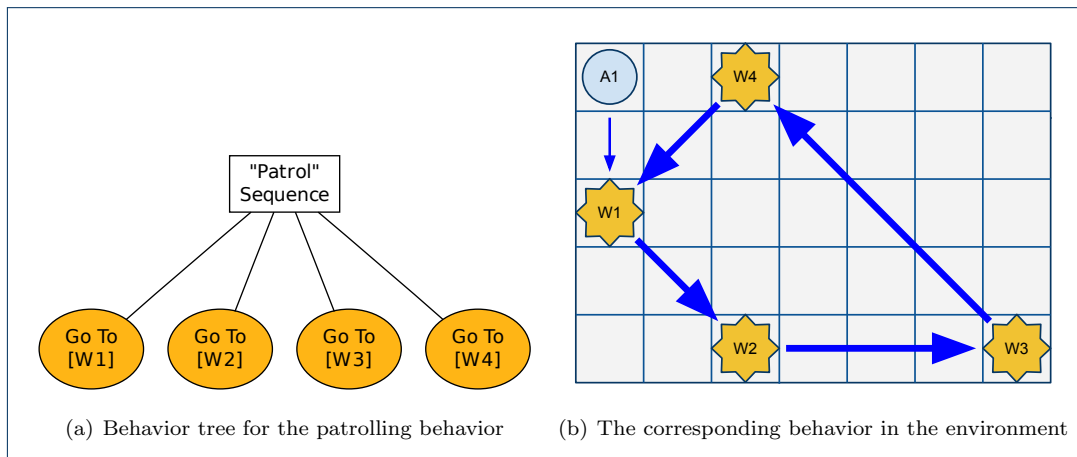 "Patrol"
Sequence
Go To
[W1]
Go To
[W2]
Go To
[W3]
Go To
[W4]
(a) Behavior tree for the patrolling behavior
A1
W4
W1
W2
W3
(b) The corresponding behavior in the environment